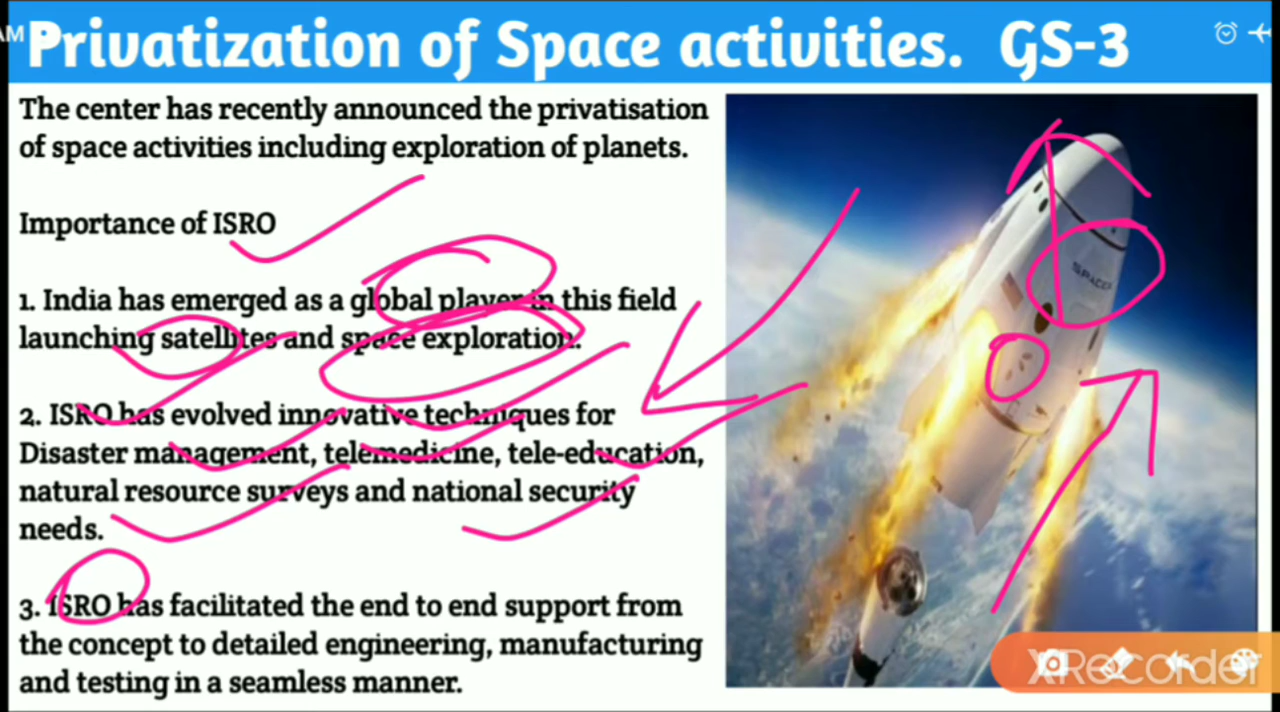 AM
Privatization of Space activities. GS-3
The center has recently announced the privatisation
of space activities including exploration of planets.
Importance of ISRO
1. India has emerged as a global player in this field
launching satellites and space exploration.
2. ISRO has evolved innovative techniques for
Disaster management, telemedicine, tele-education,
natural resource surveys and national security
needs.
3. ISRO has facilitated the end to end support from
the concept to detailed engineering, manufacturing
and testing in a seamless manner.
SPACEX
XRecorder